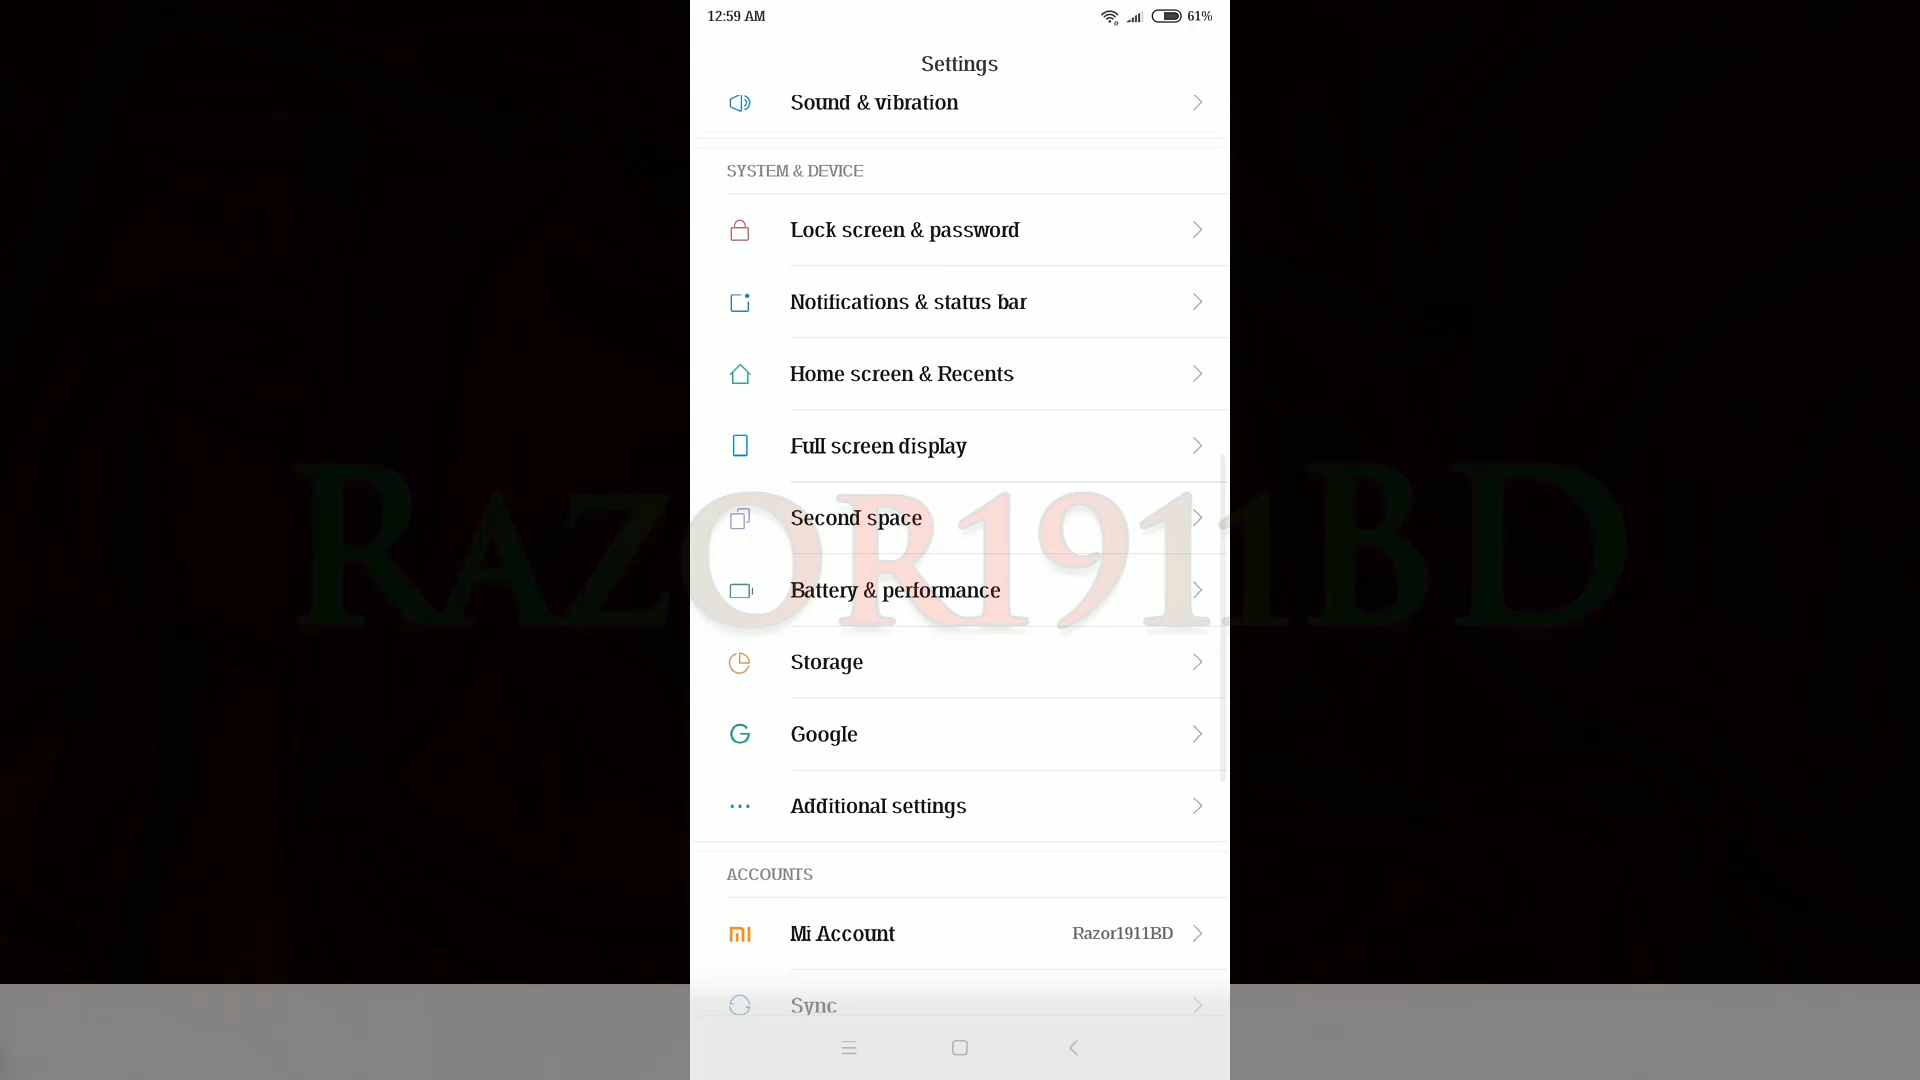 12:59 AM
61%
Settings
Sound & vibration
SYSTEM & DEVICE
Lock screen & password
Notifications & status bar
Home screen & Recents
Full screen display
Second space
RAZOR1911BD
Battery & performance
Storage
Google
Additional settings
ACCOUNTS
Mi Account Razor1911BD
Sync